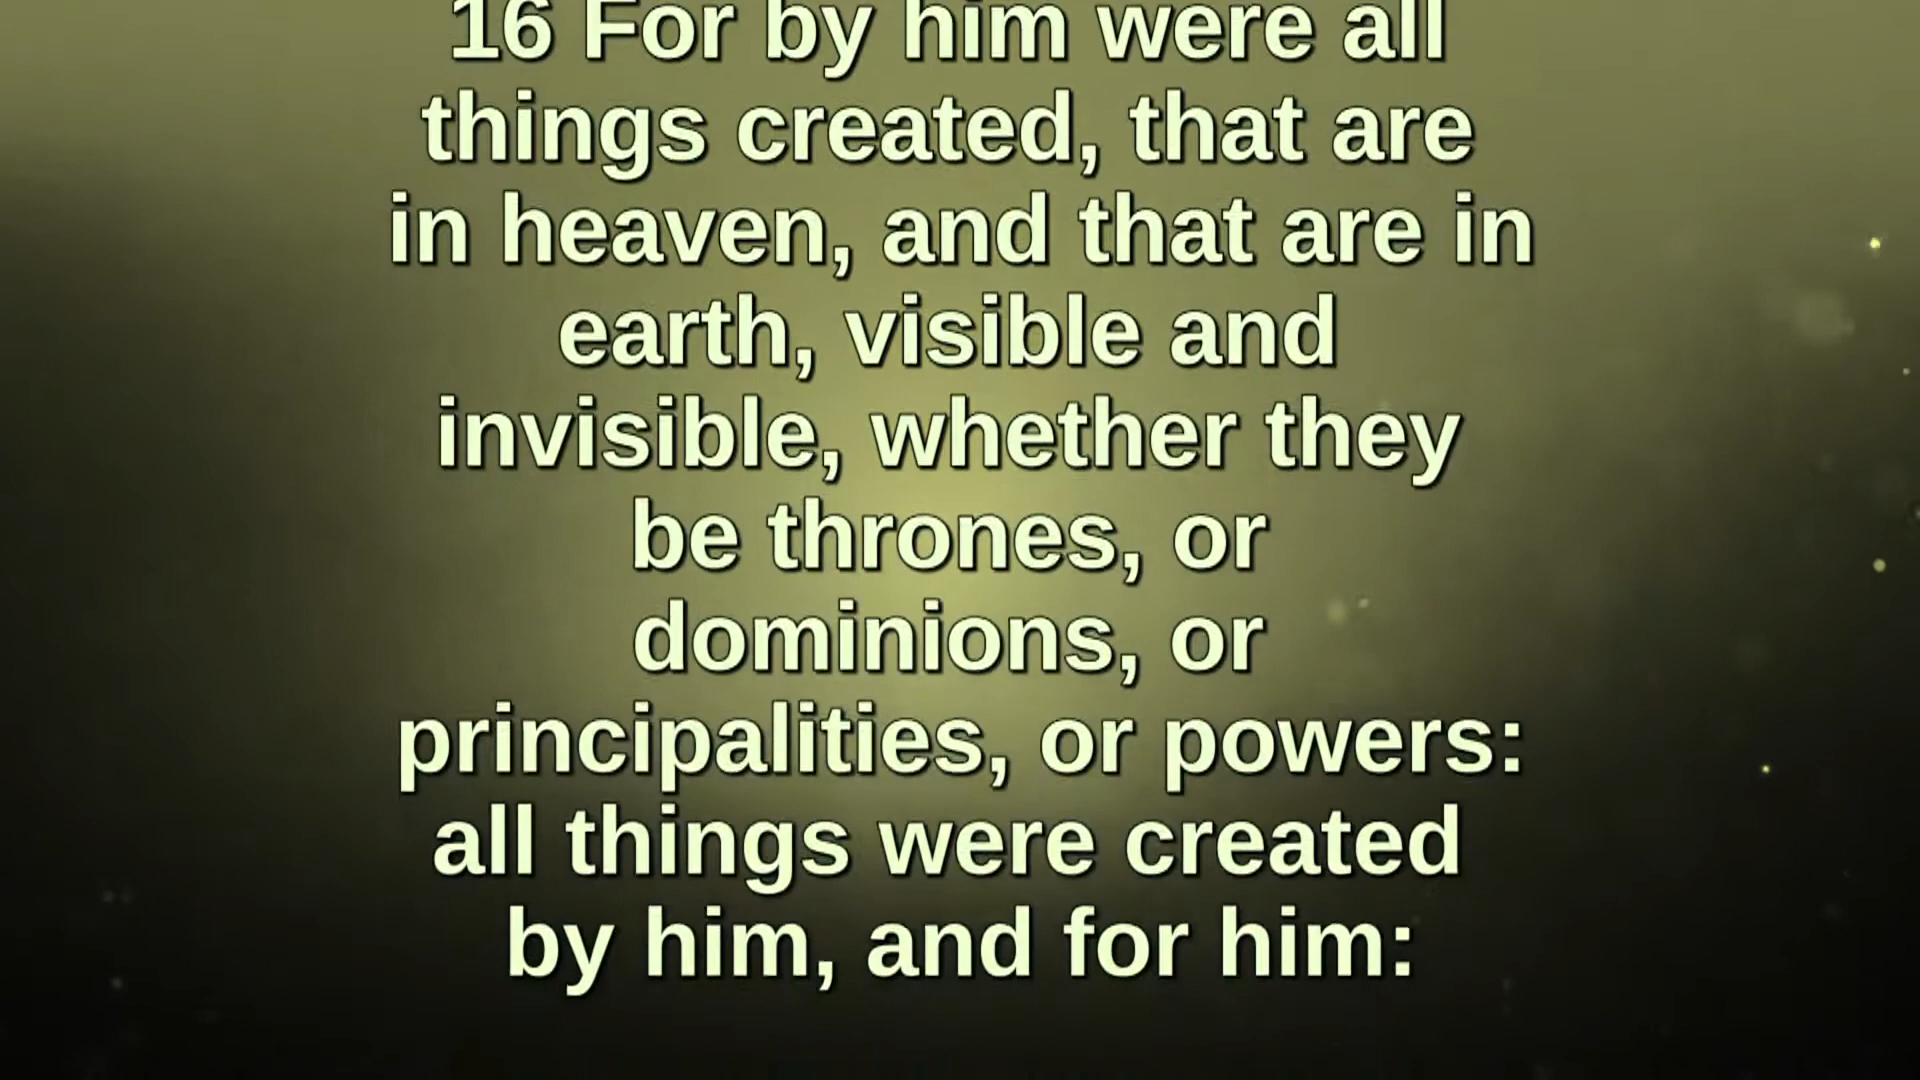 16 For by him were all
things created, that are
in heaven, and that are in
earth, visible and
invisible, whether they
be thrones, or
dominions, or
principalities, or powers:
all things were created
by him, and for him: